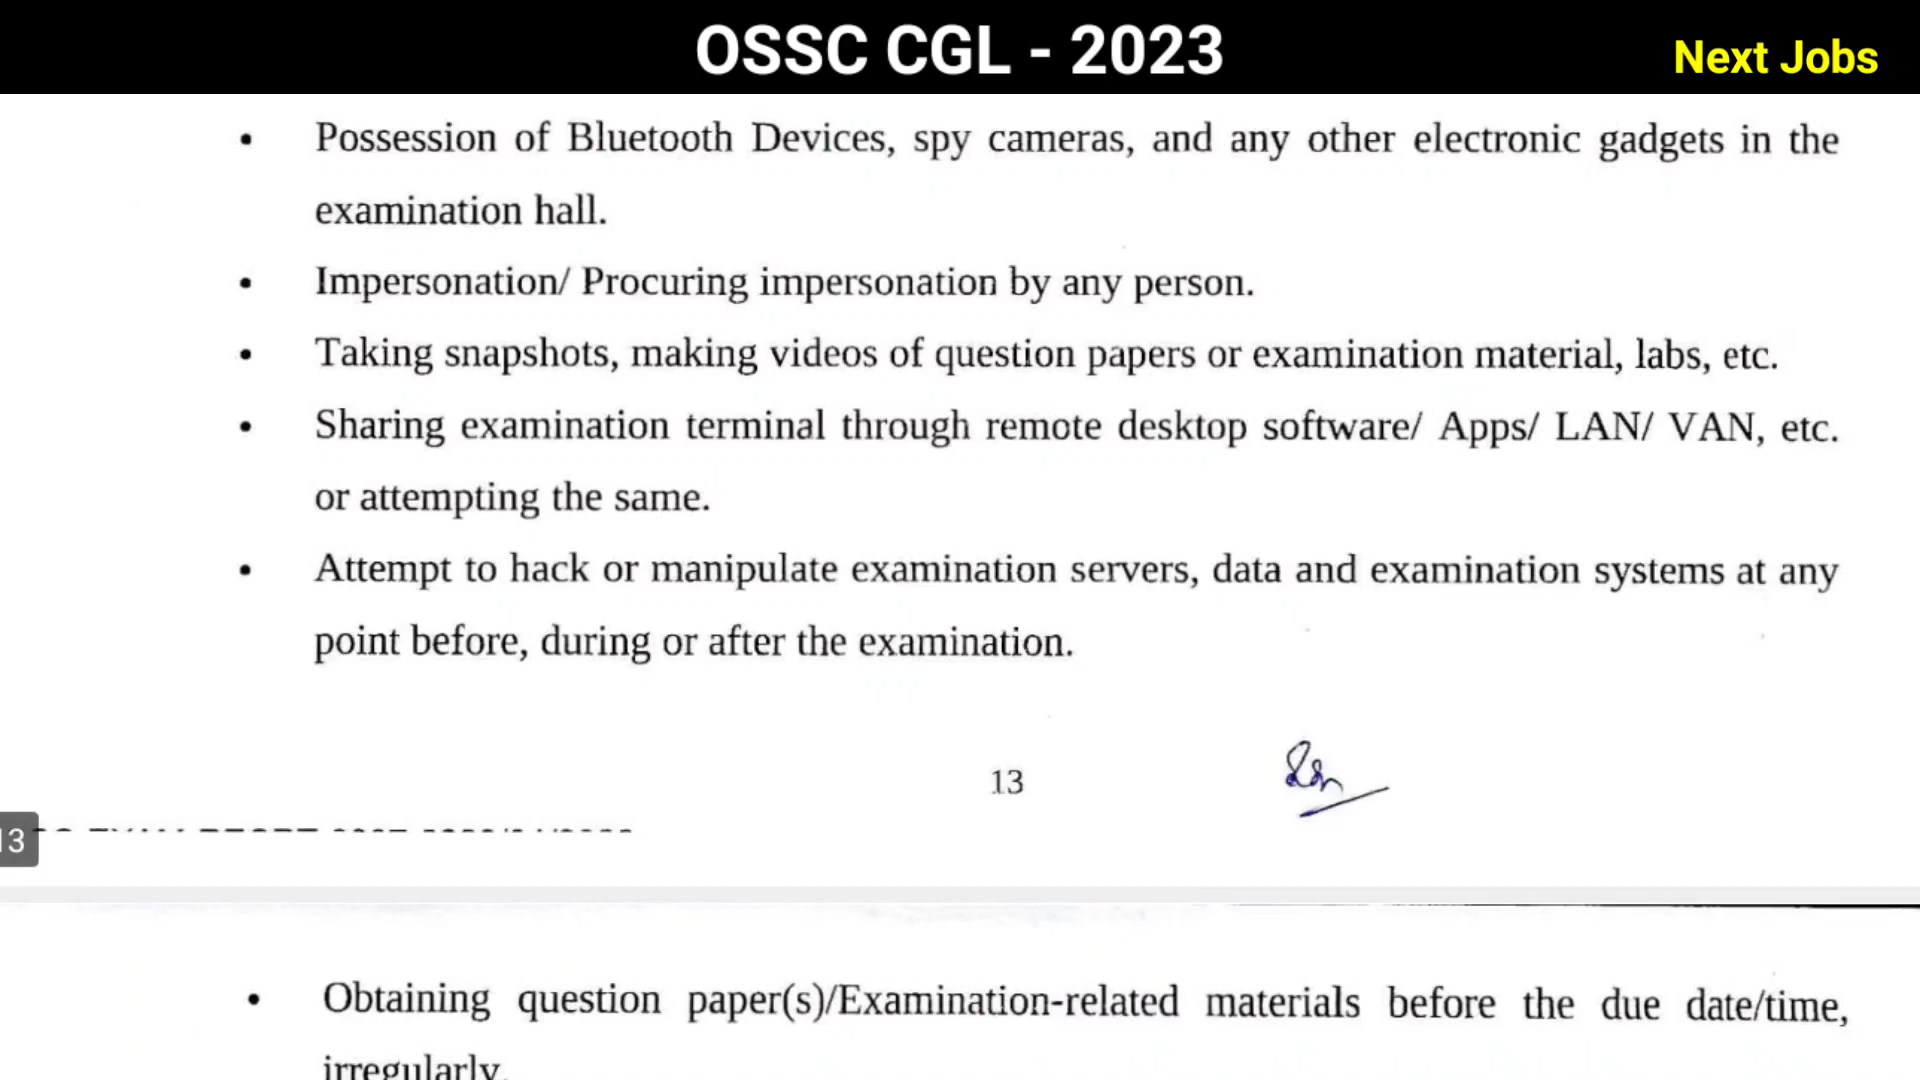 OSSC CGL - 2023
Next Jobs
• Possession of Bluetooth Devices, spy cameras, and any other electronic gadgets in the
examination hall.
• Impersonation/ Procuring impersonation by any person.
• Taking snapshots, making videos of question papers or examination material, labs, etc.
• Sharing examination terminal through remote desktop software/ Apps/ LAN/ VAN, etc.
or attempting the same.
• Attempt to hack or manipulate examination servers, data and examination systems at any
point before, during or after the examination.
13
13
• Obtaining question paper(s)/Examination-related materials before the due date/time,
irregularly.